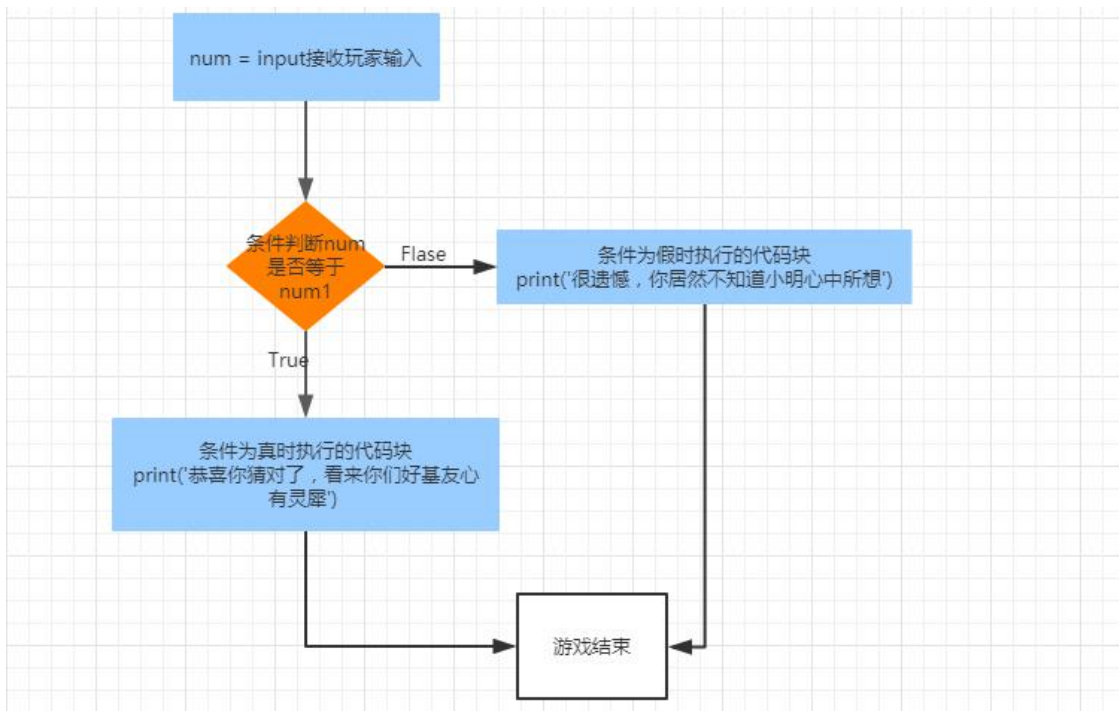 num = input接收玩家输入
条件判断num
是否等于
num1
Flase
条件为假时执行的代码块
print('很遗憾，你居然不知道小明心中所想')
True
条件为真时执行的代码块
print('恭喜你猜对了，看来你们好基友心
有灵犀')
游戏结束